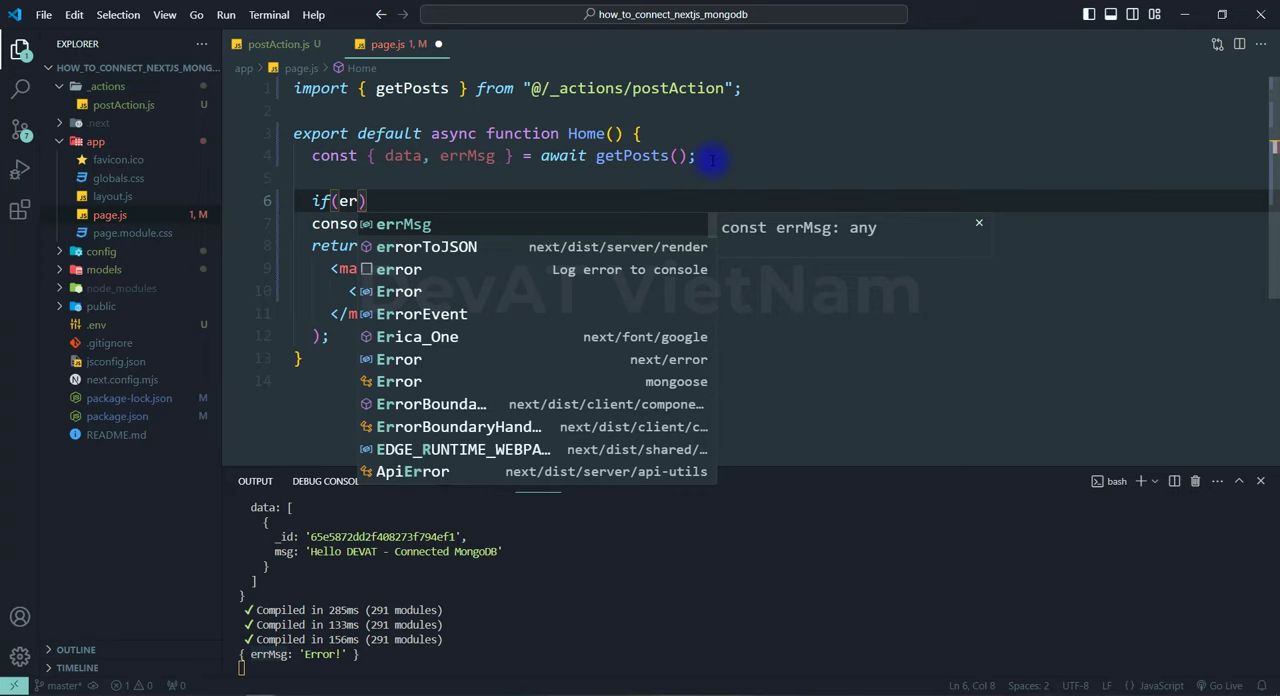 File Edit Selection View Go Run Terminal Help
how_to_connect_nextjs_mongodb
EXPLORER
HOW_TO_CONNECT_NEXTJS_MONG...
_actions
postAction.js U
.next
app
favicon.ico
globals.css
layout.js
page.js 1, M
page.module.css
config
models
node_modules
public
.env U
.gitignore
jsconfig.json
next.config.mjs
package-lock.json M
package.json M
README.md
OUTLINE
TIMELINE
1
7
postAction.js U page.js 1, M
app > page.js > Home
1 import { getPosts } from "@/_actions/postAction";
2
3 export default async function Home() {
4 const { data, errMsg } = await getPosts();
5
6 if(er)
7 conso
8 retur
9 <ma
10 <
11 </m
12 );
13 }
14
errMsg
errorToJSON next/dist/server/render
error Log error to console
Error
ErrorEvent
Erica_One next/font/google
Error next/error
Error mongoose
ErrorBounda... next/dist/client/compone...
ErrorBoundaryHand... next/dist/client/c...
EDGE_RUNTIME_WEBPA... next/dist/shared/...
ApiError next/dist/server/api-utils
const errMsg: any
DevAT VietNam
OUTPUT DEBUG CONSOL
bash
data: [
{
_id: '65e5872dd2f408273f794ef1',
msg: 'Hello DEVAT - Connected MongoDB'
}
]
}
✓ Compiled in 285ms (291 modules)
✓ Compiled in 133ms (291 modules)
✓ Compiled in 156ms (291 modules)
{ errMsg: 'Error!' }
master* 1 0 0 Ln 6, Col 8 Spaces: 2 UTF-8 LF {} JavaScript Go Live